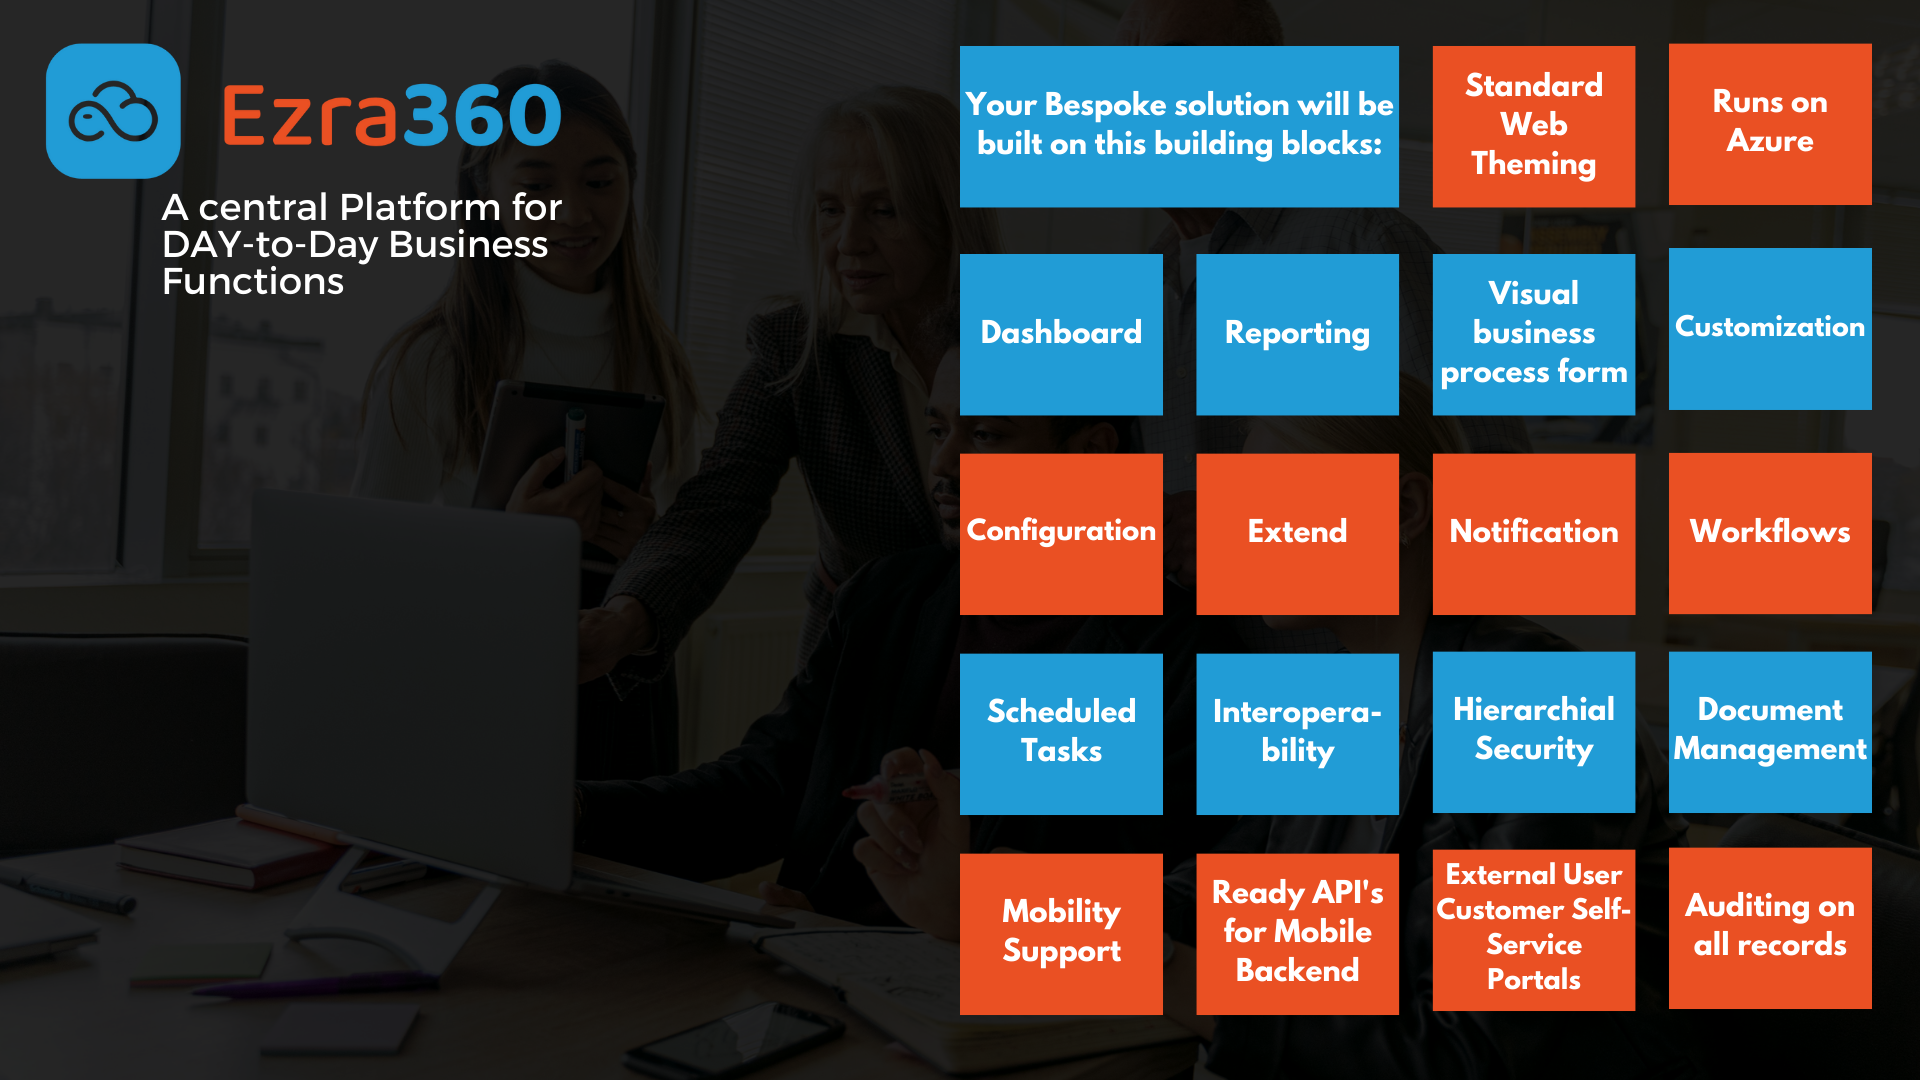 Ezra360
A central Platform for
DAY-to-Day Business
Functions
Your Bespoke solution will be
built on this building blocks:
Standard
Web
Theming
Runs on
Azure
Dashboard
Reporting
Visual
business
process form
Customization
Configuration
Extend
Notification
Workflows
Scheduled
Tasks
Interopera-
bility
Hierarchial
Security
Document
Management
Mobility
Support
Ready API's
for Mobile
Backend
External User
Customer Self-
Service
Portals
Auditing on
all records